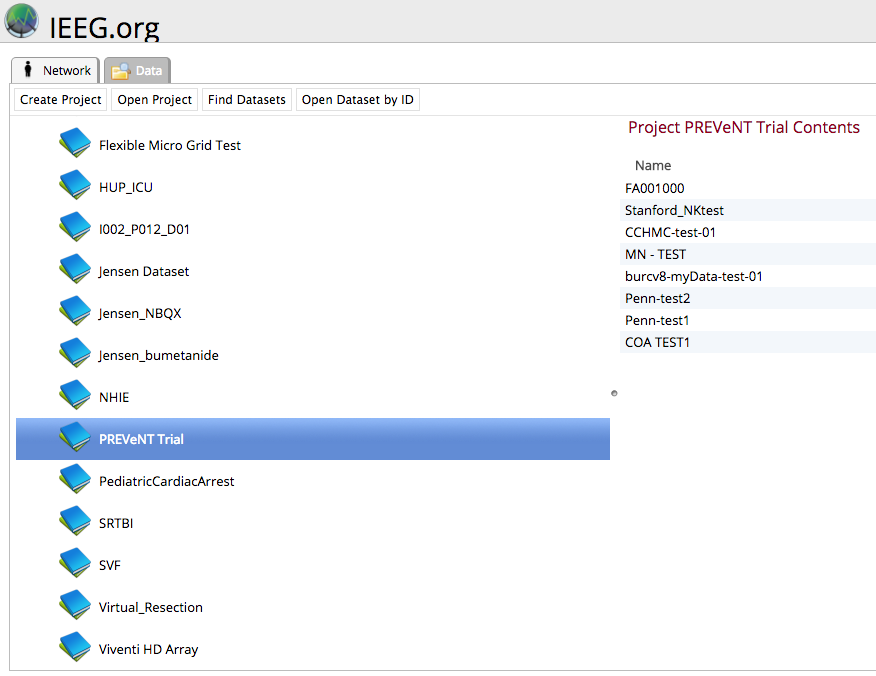 IEEG.org
Network
Data
Create Project
Open Project
Find Datasets
Open Dataset by ID
Flexible Micro Grid Test
HUP_ICU
I002_P012_D01
Jensen Dataset
Jensen_NBQX
Jensen_bumetanide
NHIE
PREVeNT Trial
PediatricCardiacArrest
SRTBI
SVF
Virtual_Resection
Viventi HD Array
Project PREVeNT Trial Contents
Name
FA001000
Stanford_NKtest
CCHMC-test-01
MN - TEST
burcv8-myData-test-01
Penn-test2
Penn-test1
COA TEST1